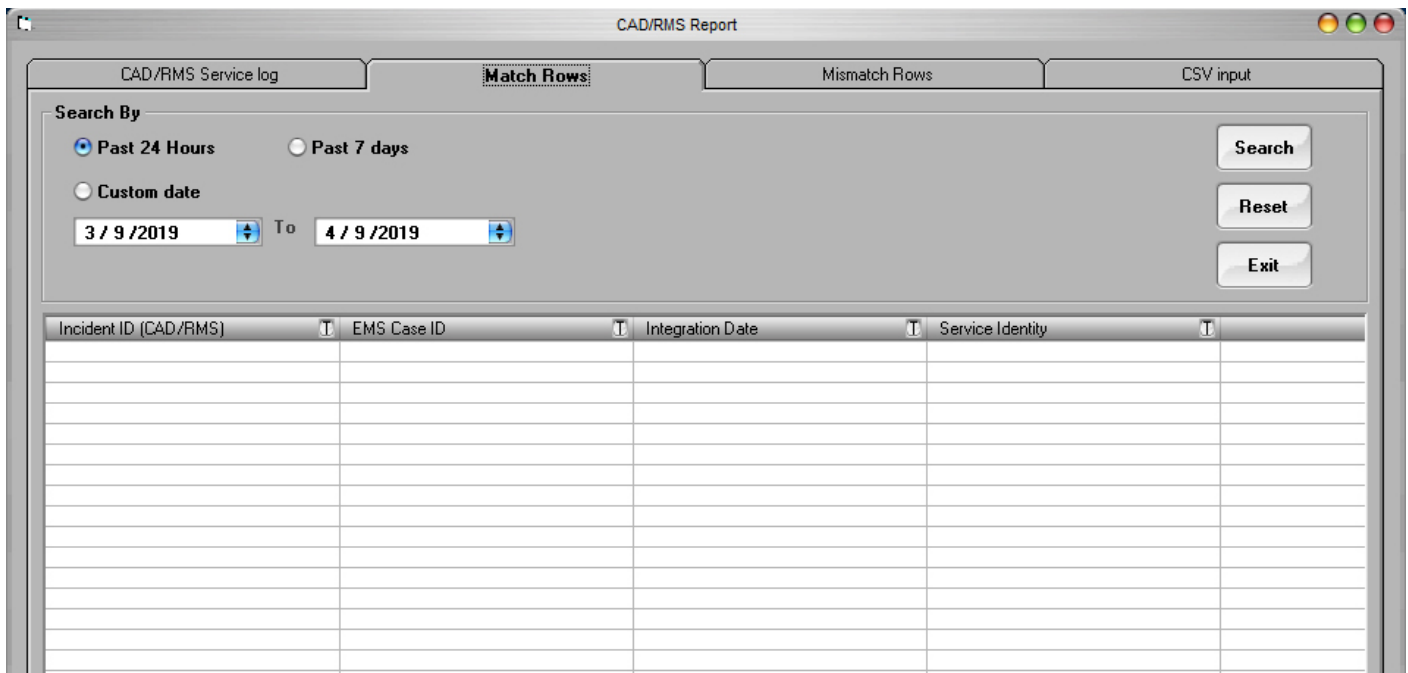 CAD/RMS Report
CAD/RMS Service log Match Rows Mismatch Rows CSV input
Search By
Past 24 Hours Past 7 days Search
Custom date
Reset
3 / 9 /2019 To 4 / 9 /2019
Exit
Incident ID (CAD/RMS) T EMS Case ID T Integration Date T Service Identity T